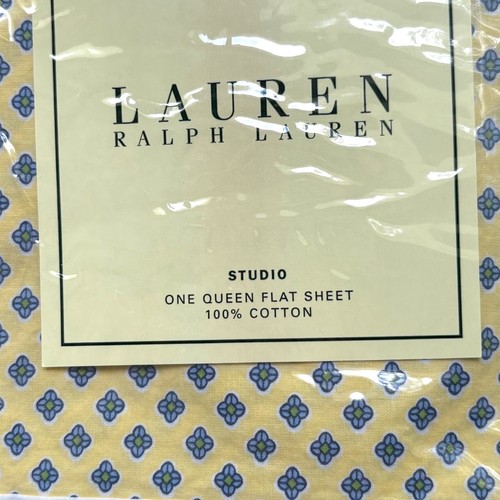 LAUREN
RALPH LAUREN
STUDIO
ONE QUEEN FLAT SHEET
100% COTTON